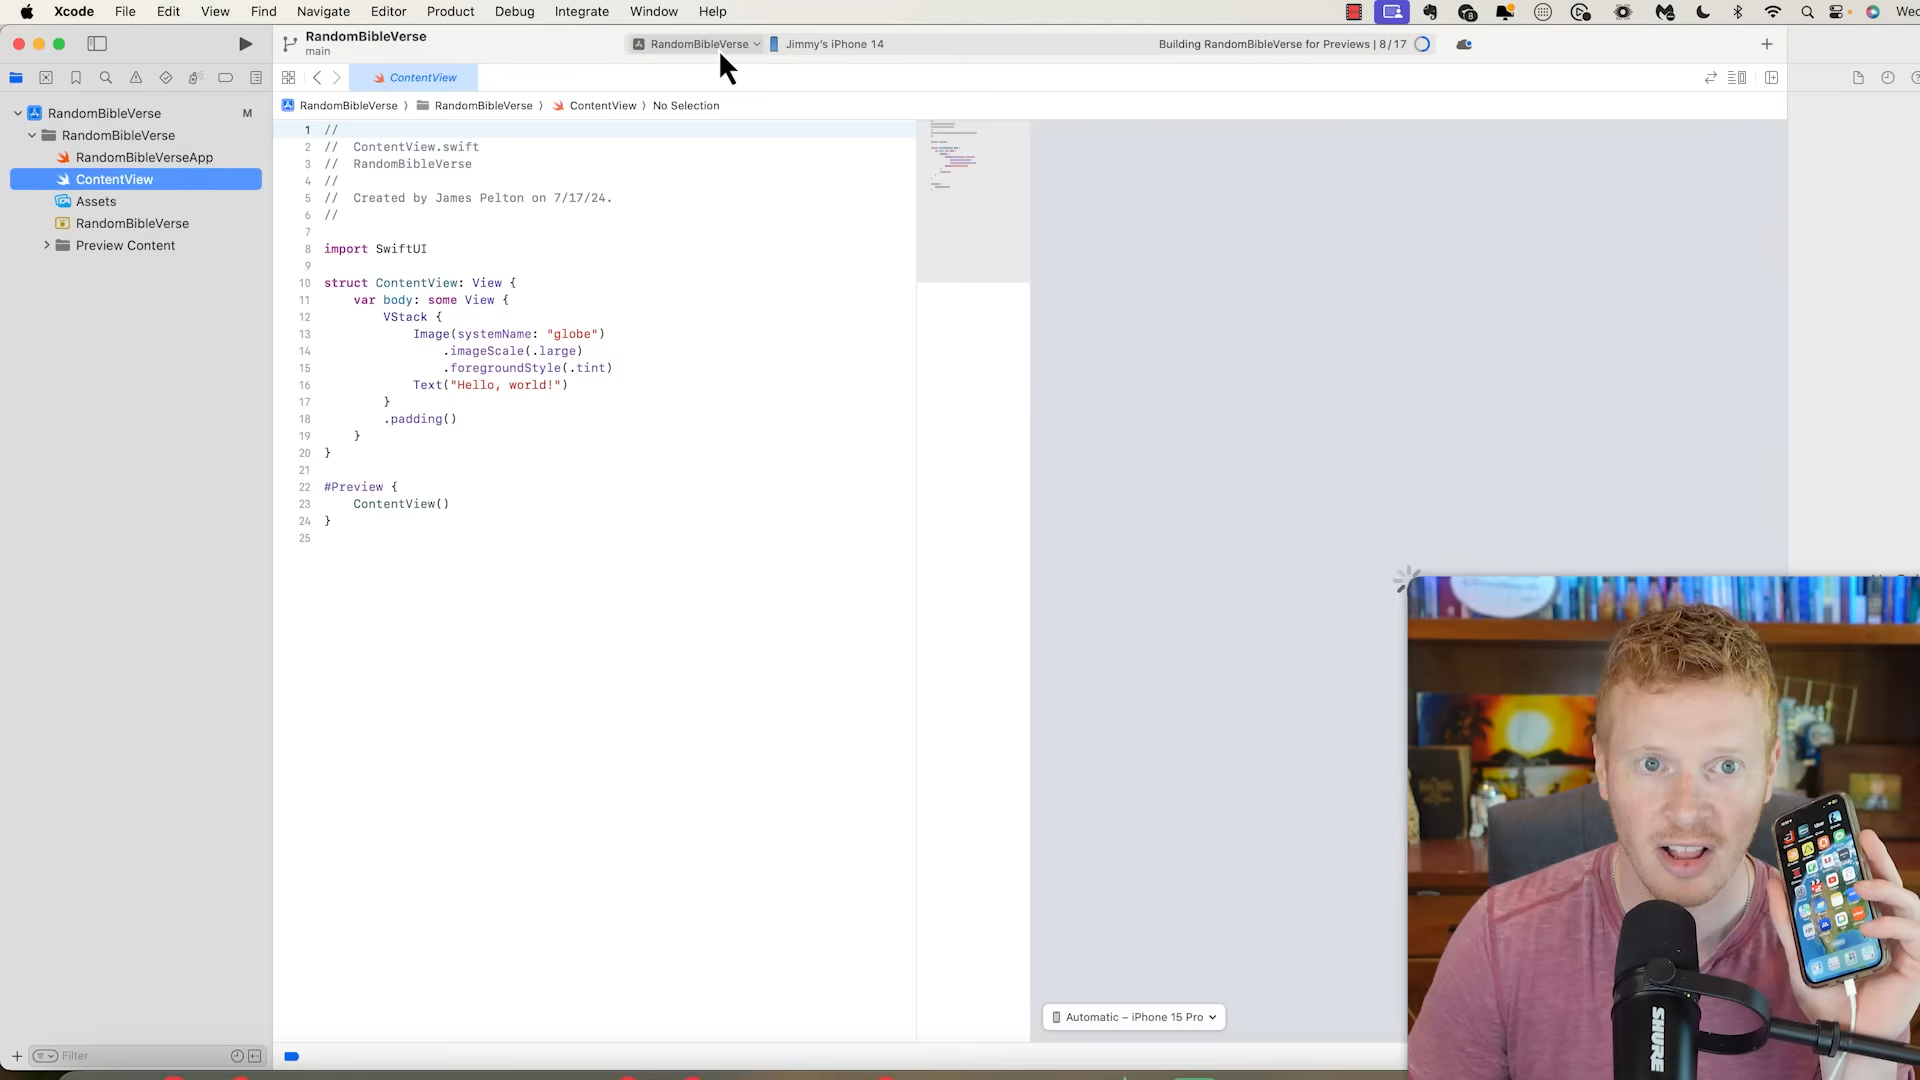 Xcode File Edit View Find Navigate Editor Product Debug Integrate Window Help
8
Wed
RandomBibleVerse
main
RandomBibleVerse
Jimmy's iPhone 14
Building RandomBibleVerse for Previews | 8/17
ContentView
RandomBibleVerse M
RandomBibleVerse
RandomBibleVerseApp
ContentView
Assets
RandomBibleVerse
Preview Content
RandomBibleVerse RandomBibleVerse ContentView No Selection
1 //
2 // ContentView.swift
3 // RandomBibleVerse
4 //
5 // Created by James Pelton on 7/17/24.
6 //
7
8 import SwiftUI
9
10 struct ContentView: View {
11 var body: some View {
12 VStack {
13 Image(systemName: "globe")
14 .imageScale(.large)
15 .foregroundStyle(.tint)
16 Text("Hello, world!")
17 }
18 .padding()
19 }
20 }
21
22 #Preview {
23 ContentView()
24 }
25
Automatic – iPhone 15 Pro
Filter
SHURE